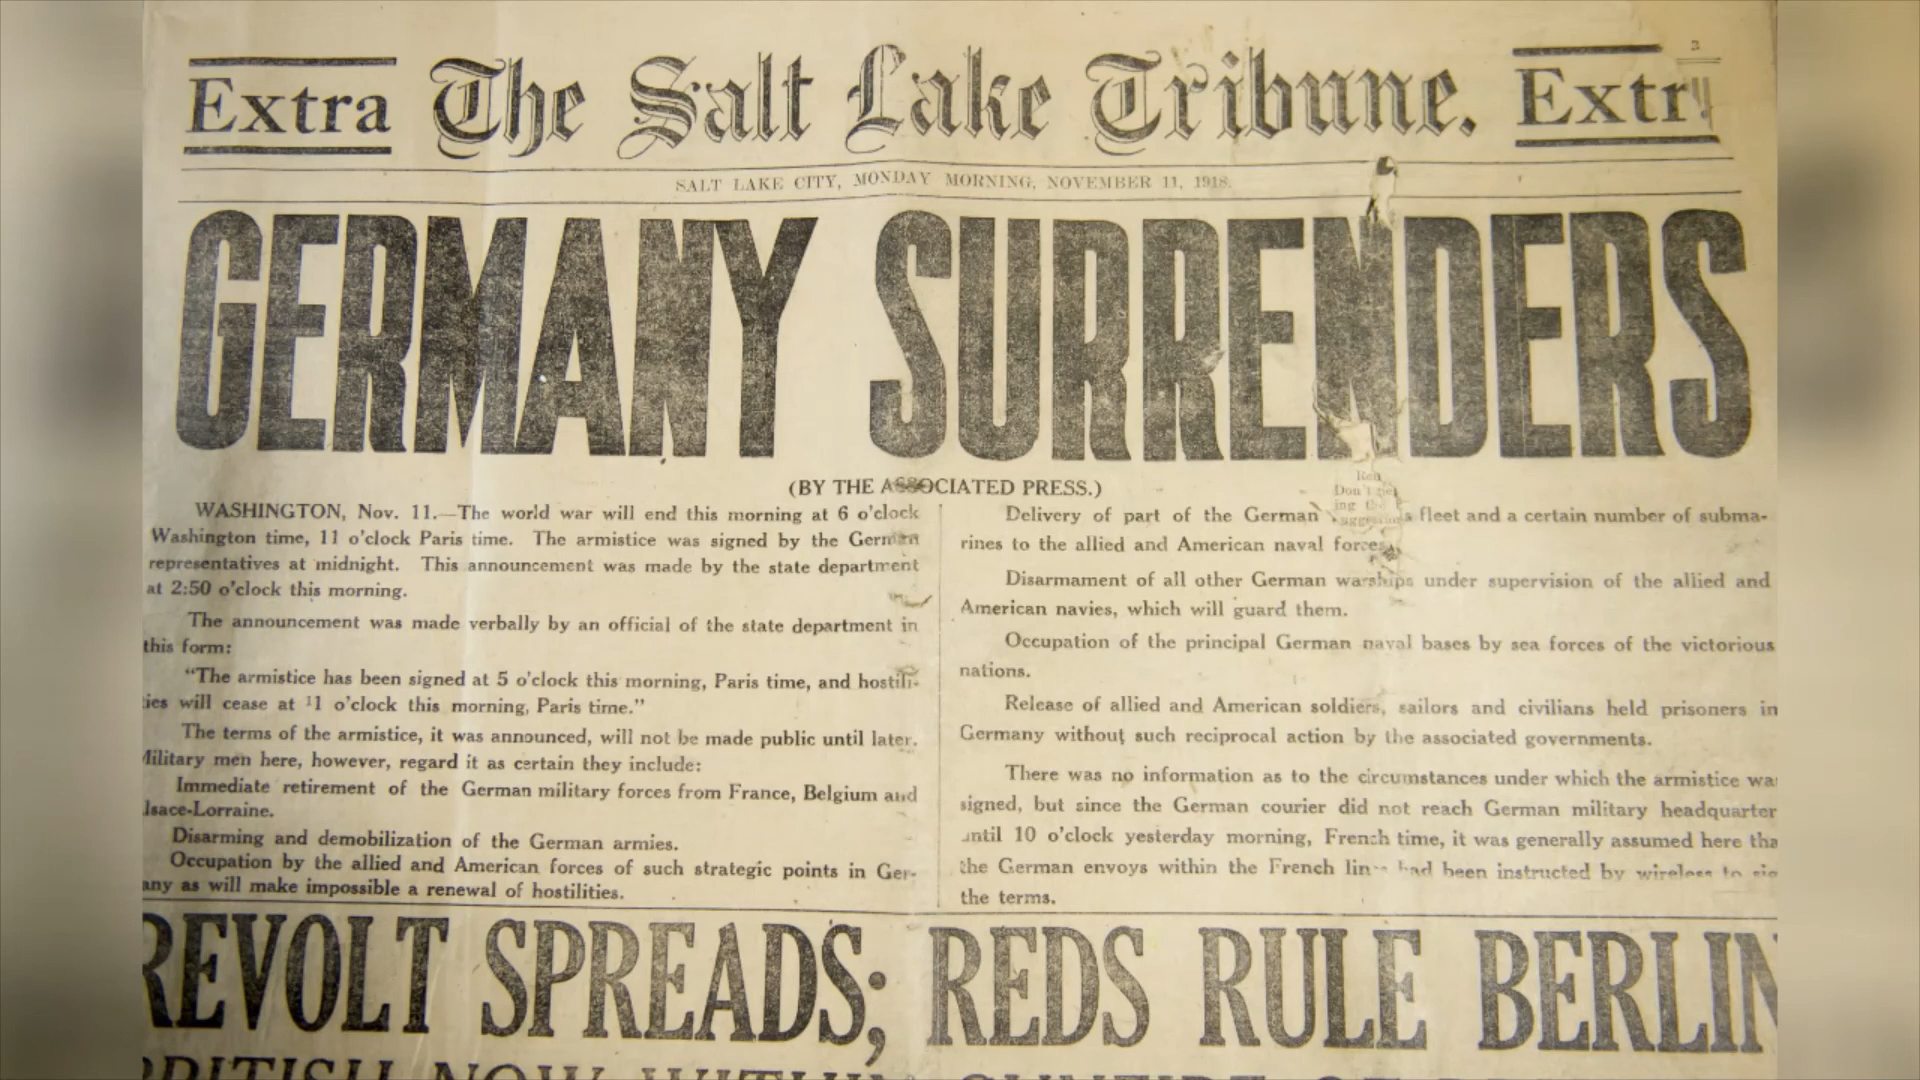 Extra The Salt Lake Tribune. Extr
SALT LAKE CITY, MONDAY MORNING, NOVEMBER 11, 1918.
GERMANY SURRENDERS
(BY THE ASSOCIATED PRESS.)
WASHINGTON, Nov. 11.—The world war will end this morning at 6 o'clock
Washington time, 11 o'clock Paris time. The armistice was signed by the German
representatives at midnight. This announcement was made by the state department
at 2:50 o'clock this morning.
The announcement was made verbally by an official of the state department in
this form:
"The armistice has been signed at 5 o'clock this morning, Paris time, and hostili-
ies will cease at 11 o'clock this morning, Paris time."
The terms of the armistice, it was announced, will not be made public until later.
Military men here, however, regard it as certain they include:
Immediate retirement of the German military forces from France, Belgium and
lsace-Lorraine.
Disarming and demobilization of the German armies.
Occupation by the allied and American forces of such strategic points in Ger-
any as will make impossible a renewal of hostilities.
Delivery of part of the German fleet and a certain number of subma-
rines to the allied and American naval forces.
Disarmament of all other German warships under supervision of the allied and
American navies, which will guard them.
Occupation of the principal German naval bases by sea forces of the victorious
nations.
Release of allied and American soldiers, sailors and civilians held prisoners in
Germany without such reciprocal action by the associated governments.
There was no information as to the circumstances under which the armistice wa
signed, but since the German courier did not reach German military headquarter
until 10 o'clock yesterday morning, French time, it was generally assumed here tha
the German envoys within the French lines had been instructed by wireless to sig
the terms.
REVOLT SPREADS; REDS RULE BERLIN
BRITISH NOW WITHIN